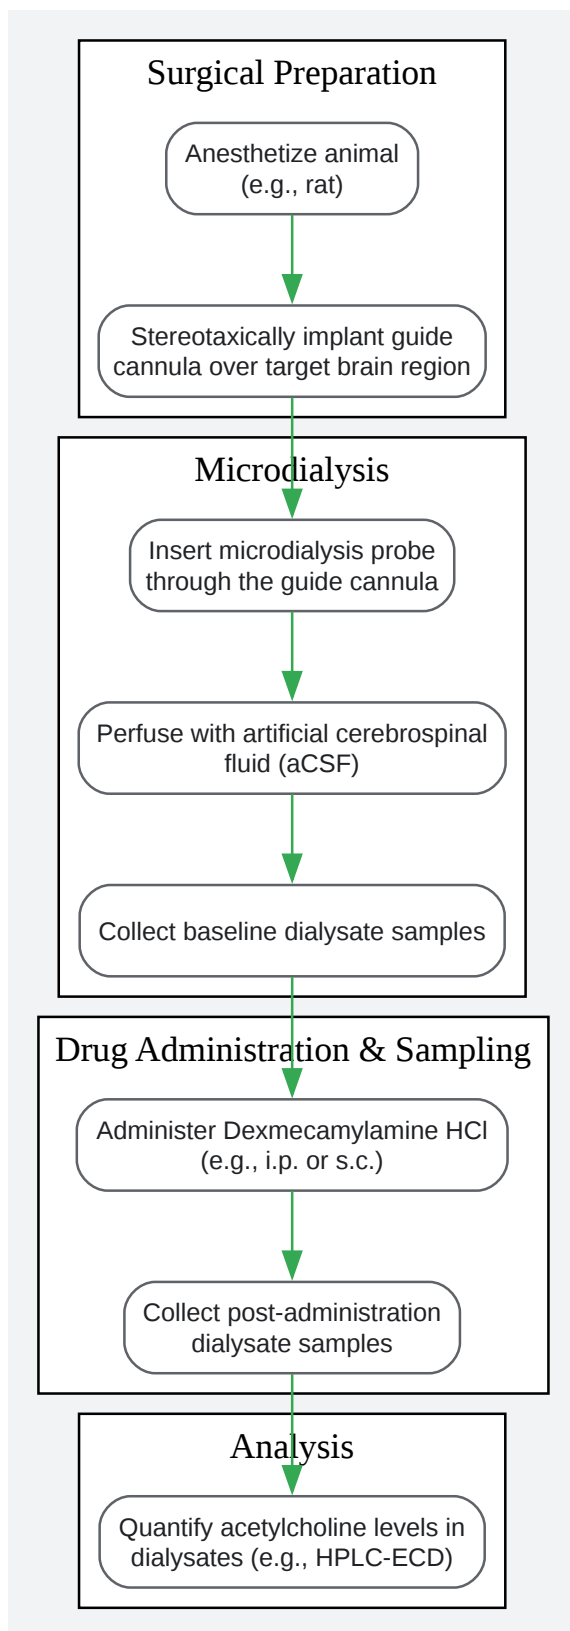 Surgical Preparation
Anesthetize animal
(e.g., rat)
Stereotaxically implant guide
cannula over target brain region
Microdialysis
Insert microdialysis probe
through the guide cannula
Perfuse with artificial cerebrospinal
fluid (aCSF)
Collect baseline dialysate samples
Drug Administration & Sampling
Administer Dexmecamylamine HCl
(e.g., i.p. or s.c.)
Collect post-administration
dialysate samples
Analysis
Quantify acetylcholine levels in
dialysates (e.g., HPLC-ECD)